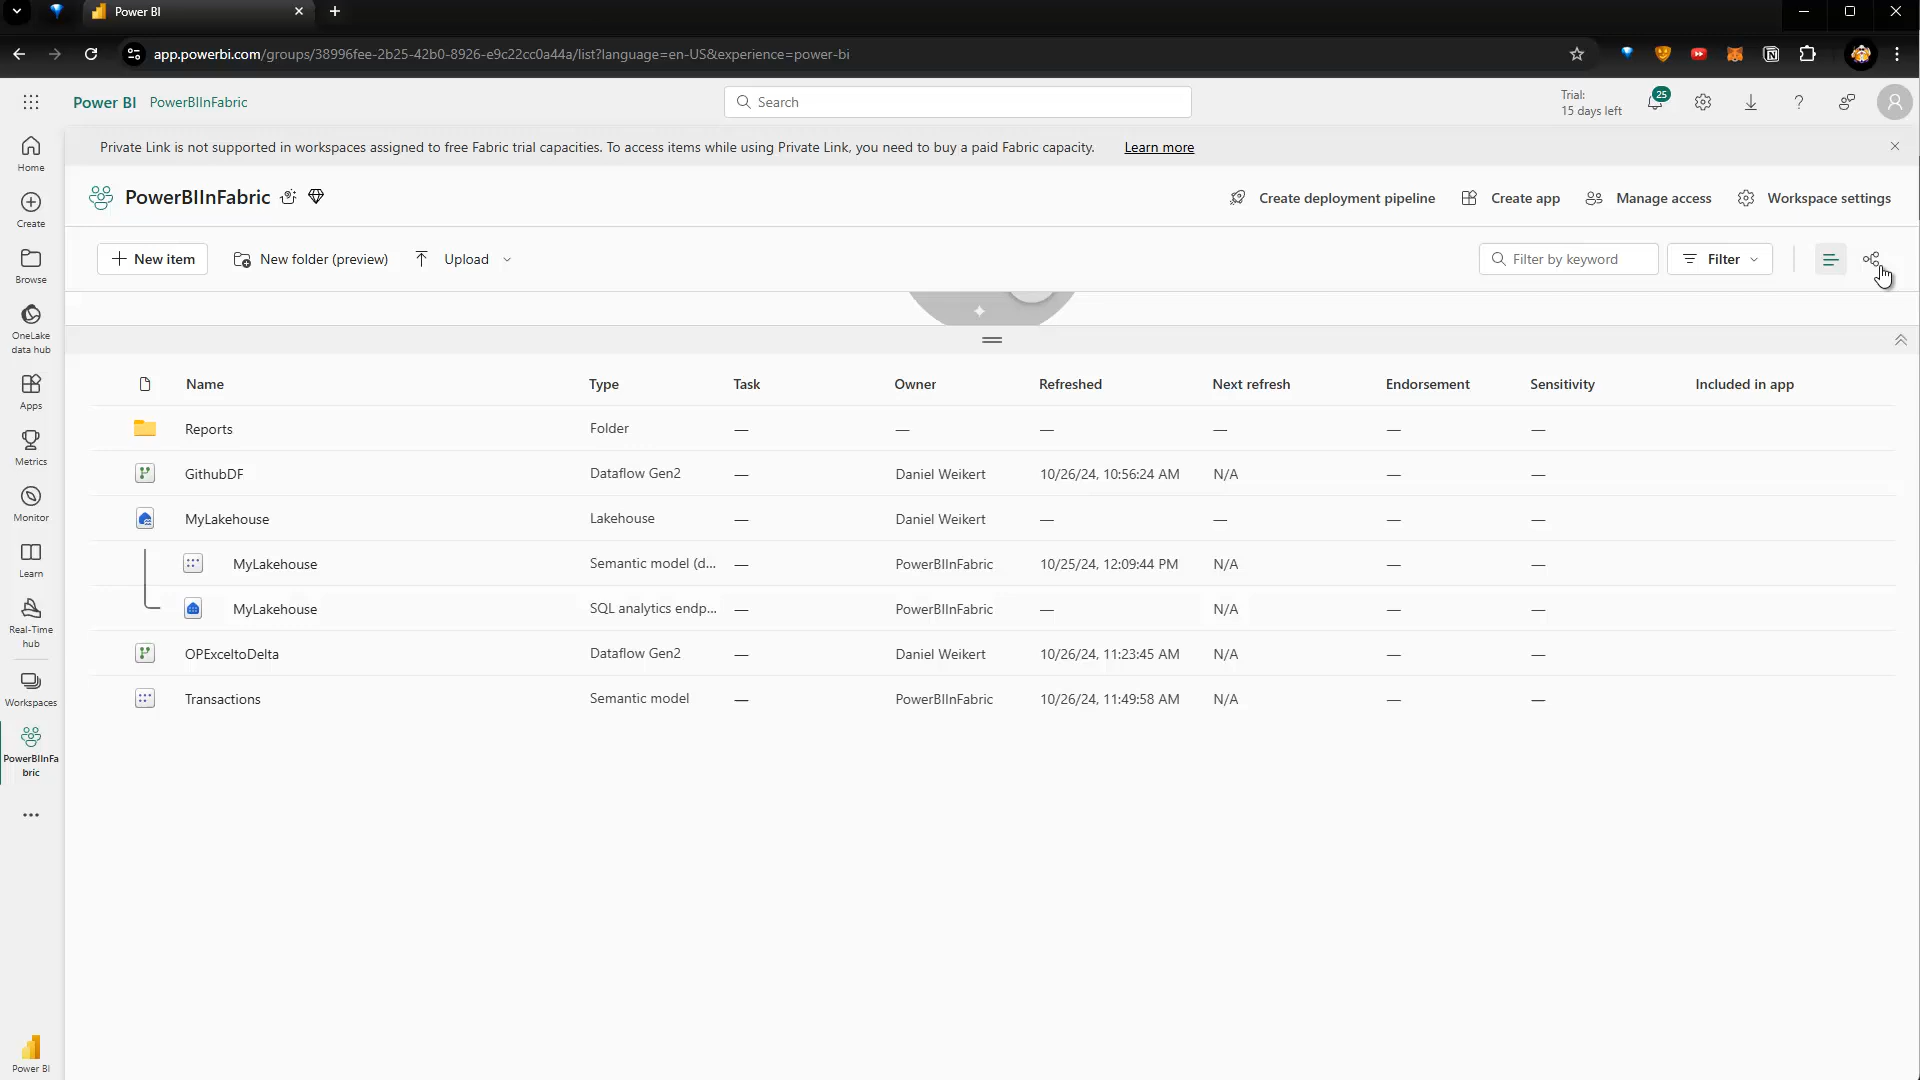 Power BI
app.powerbi.com/groups/38996fee-2b25-42b0-8926-e9c22cc0a44a/list?language=en-US&experience=power-bi
Power BI PowerBIInFabric
Search
Trial:
15 days left
25
Private Link is not supported in workspaces assigned to free Fabric trial capacities. To access items while using Private Link, you need to buy a paid Fabric capacity. Learn more
PowerBIInFabric
Create deployment pipeline Create app Manage access Workspace settings
New item New folder (preview) Upload Filter by keyword Filter
Home
Create
Browse
OneLake
data hub
Apps
Metrics
Monitor
Learn
Real-Time
hub
Workspaces
PowerBIInFa
bric
Power BI
Name Type Task Owner Refreshed Next refresh Endorsement Sensitivity Included in app
Reports Folder — — — — — —
GithubDF Dataflow Gen2 — Daniel Weikert 10/26/24, 10:56:24 AM N/A — —
MyLakehouse Lakehouse — Daniel Weikert — — — —
MyLakehouse Semantic model (d... — PowerBIInFabric 10/25/24, 12:09:44 PM N/A — —
MyLakehouse SQL analytics endp... — PowerBIInFabric — N/A — —
OPExceltoDelta Dataflow Gen2 — Daniel Weikert 10/26/24, 11:23:45 AM N/A — —
Transactions Semantic model — PowerBIInFabric 10/26/24, 11:49:58 AM N/A — —